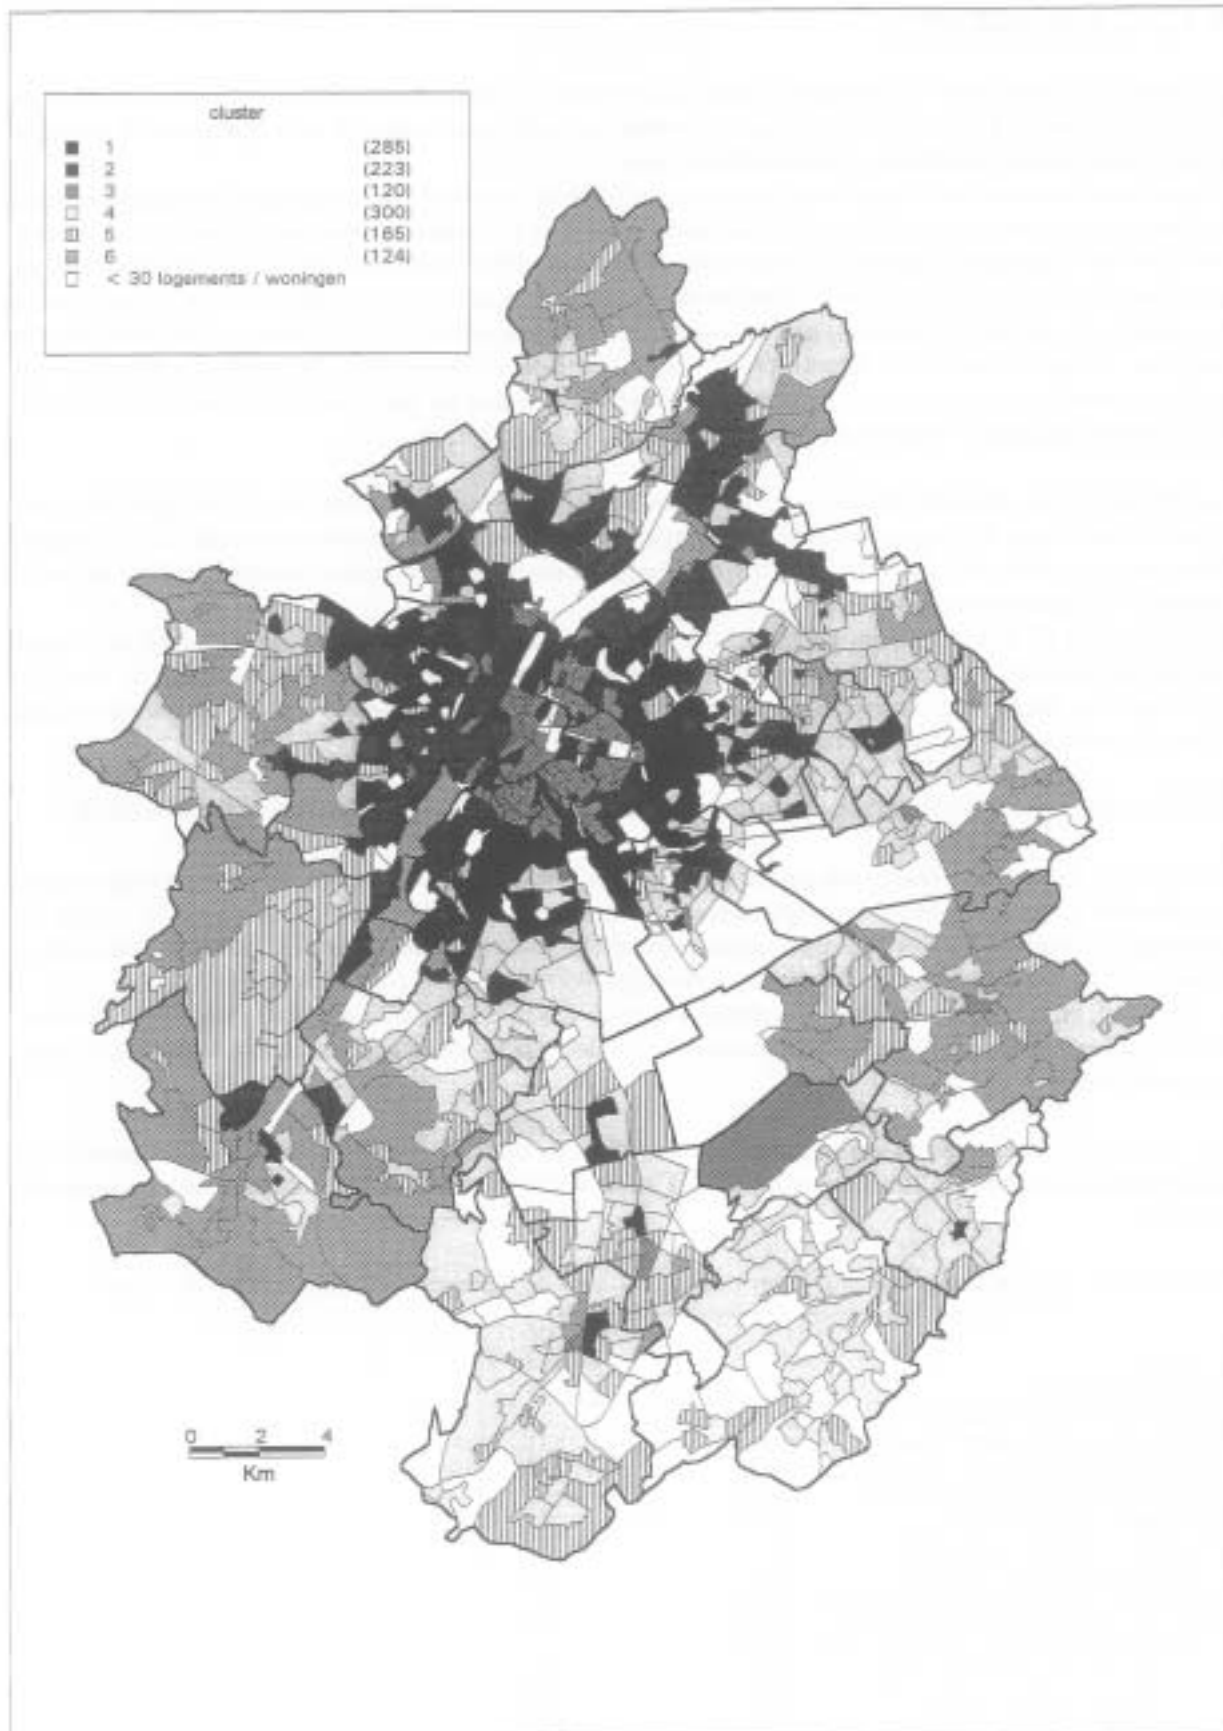 cluster
1 (285)
2 (223)
3 (120)
4 (300)
5 (165)
6 (124)
< 30 logements / woningen
0 2 4
Km